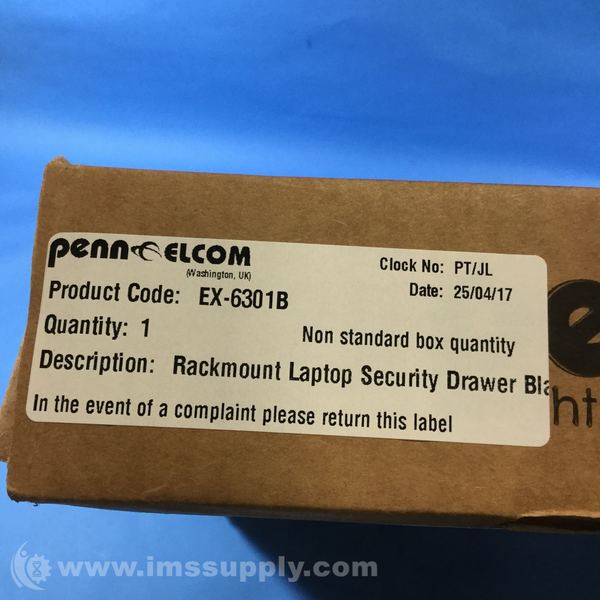 penn ELCOM
(Washington, UK)
Clock No: PT/JL
Product Code: EX-6301B
Date: 25/04/17
Quantity: 1
Non standard box quantity
Description: Rackmount Laptop Security Drawer Bla
In the event of a complaint please return this label
e
ht
www.imssupply.com